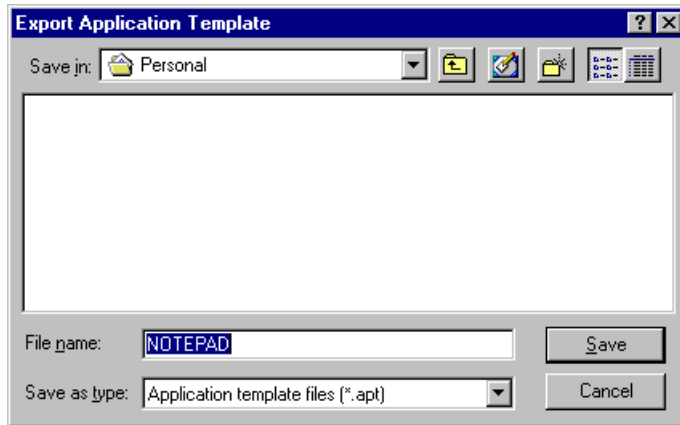 Export Application Template
Save in: Personal
File name: NOTEPAD Save
Save as type: Application template files (*.apt) Cancel